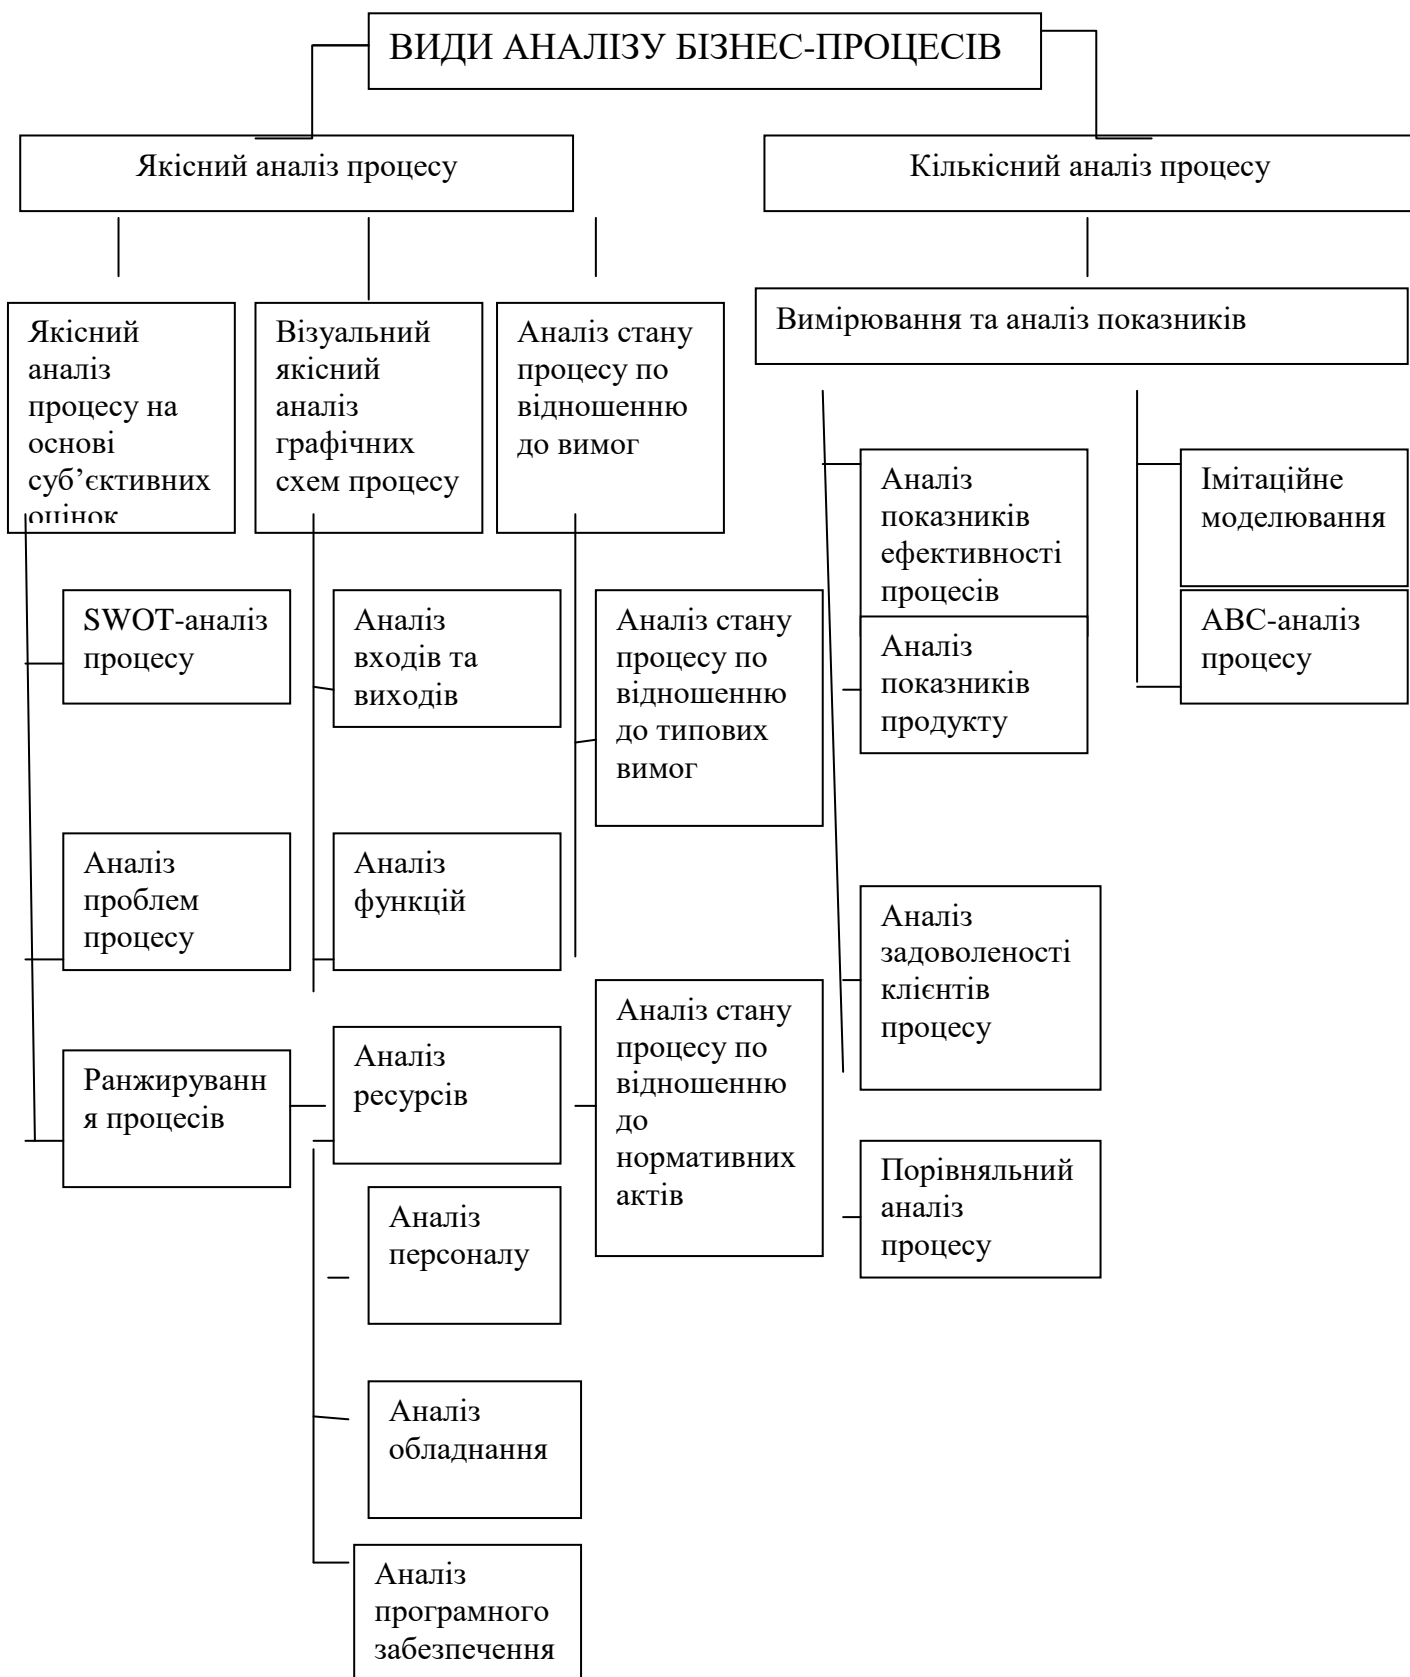 ВИДИ АНАЛІЗУ БІЗНЕС-ПРОЦЕСІВ
Якісний аналіз процесу
Кількісний аналіз процесу
Якісний
аналіз
процесу на
основі
суб’єктивних
оцінок
Візуальний
якісний
аналіз
графічних
схем процесу
Аналіз стану
процесу по
відношенню
до вимог
Вимірювання та аналіз показників
SWOT-аналіз
процесу
Аналіз
проблем
процесу
Ранжируванн
я процесів
Аналіз
входів та
виходів
Аналіз
функцій
Аналіз
ресурсів
Аналіз
персоналу
Аналіз
обладнання
Аналіз
програмного
забезпечення
Аналіз стану
процесу по
відношенню
до типових
вимог
Аналіз стану
процесу по
відношенню
до
нормативних
актів
Аналіз
показників
ефективності
процесів
Аналіз
показників
продукту
Аналіз
задоволеності
клієнтів
процесу
Порівняльний
аналіз
процесу
Імітаційне
моделювання
АВС-аналіз
процесу